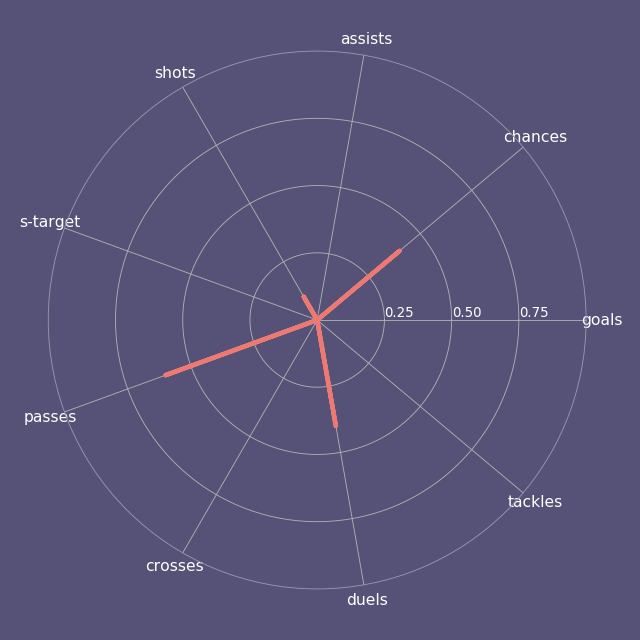 assists
shots
chances
s-target
0.25 0.50 0.75 goals
passes
tackles
crosses
duels